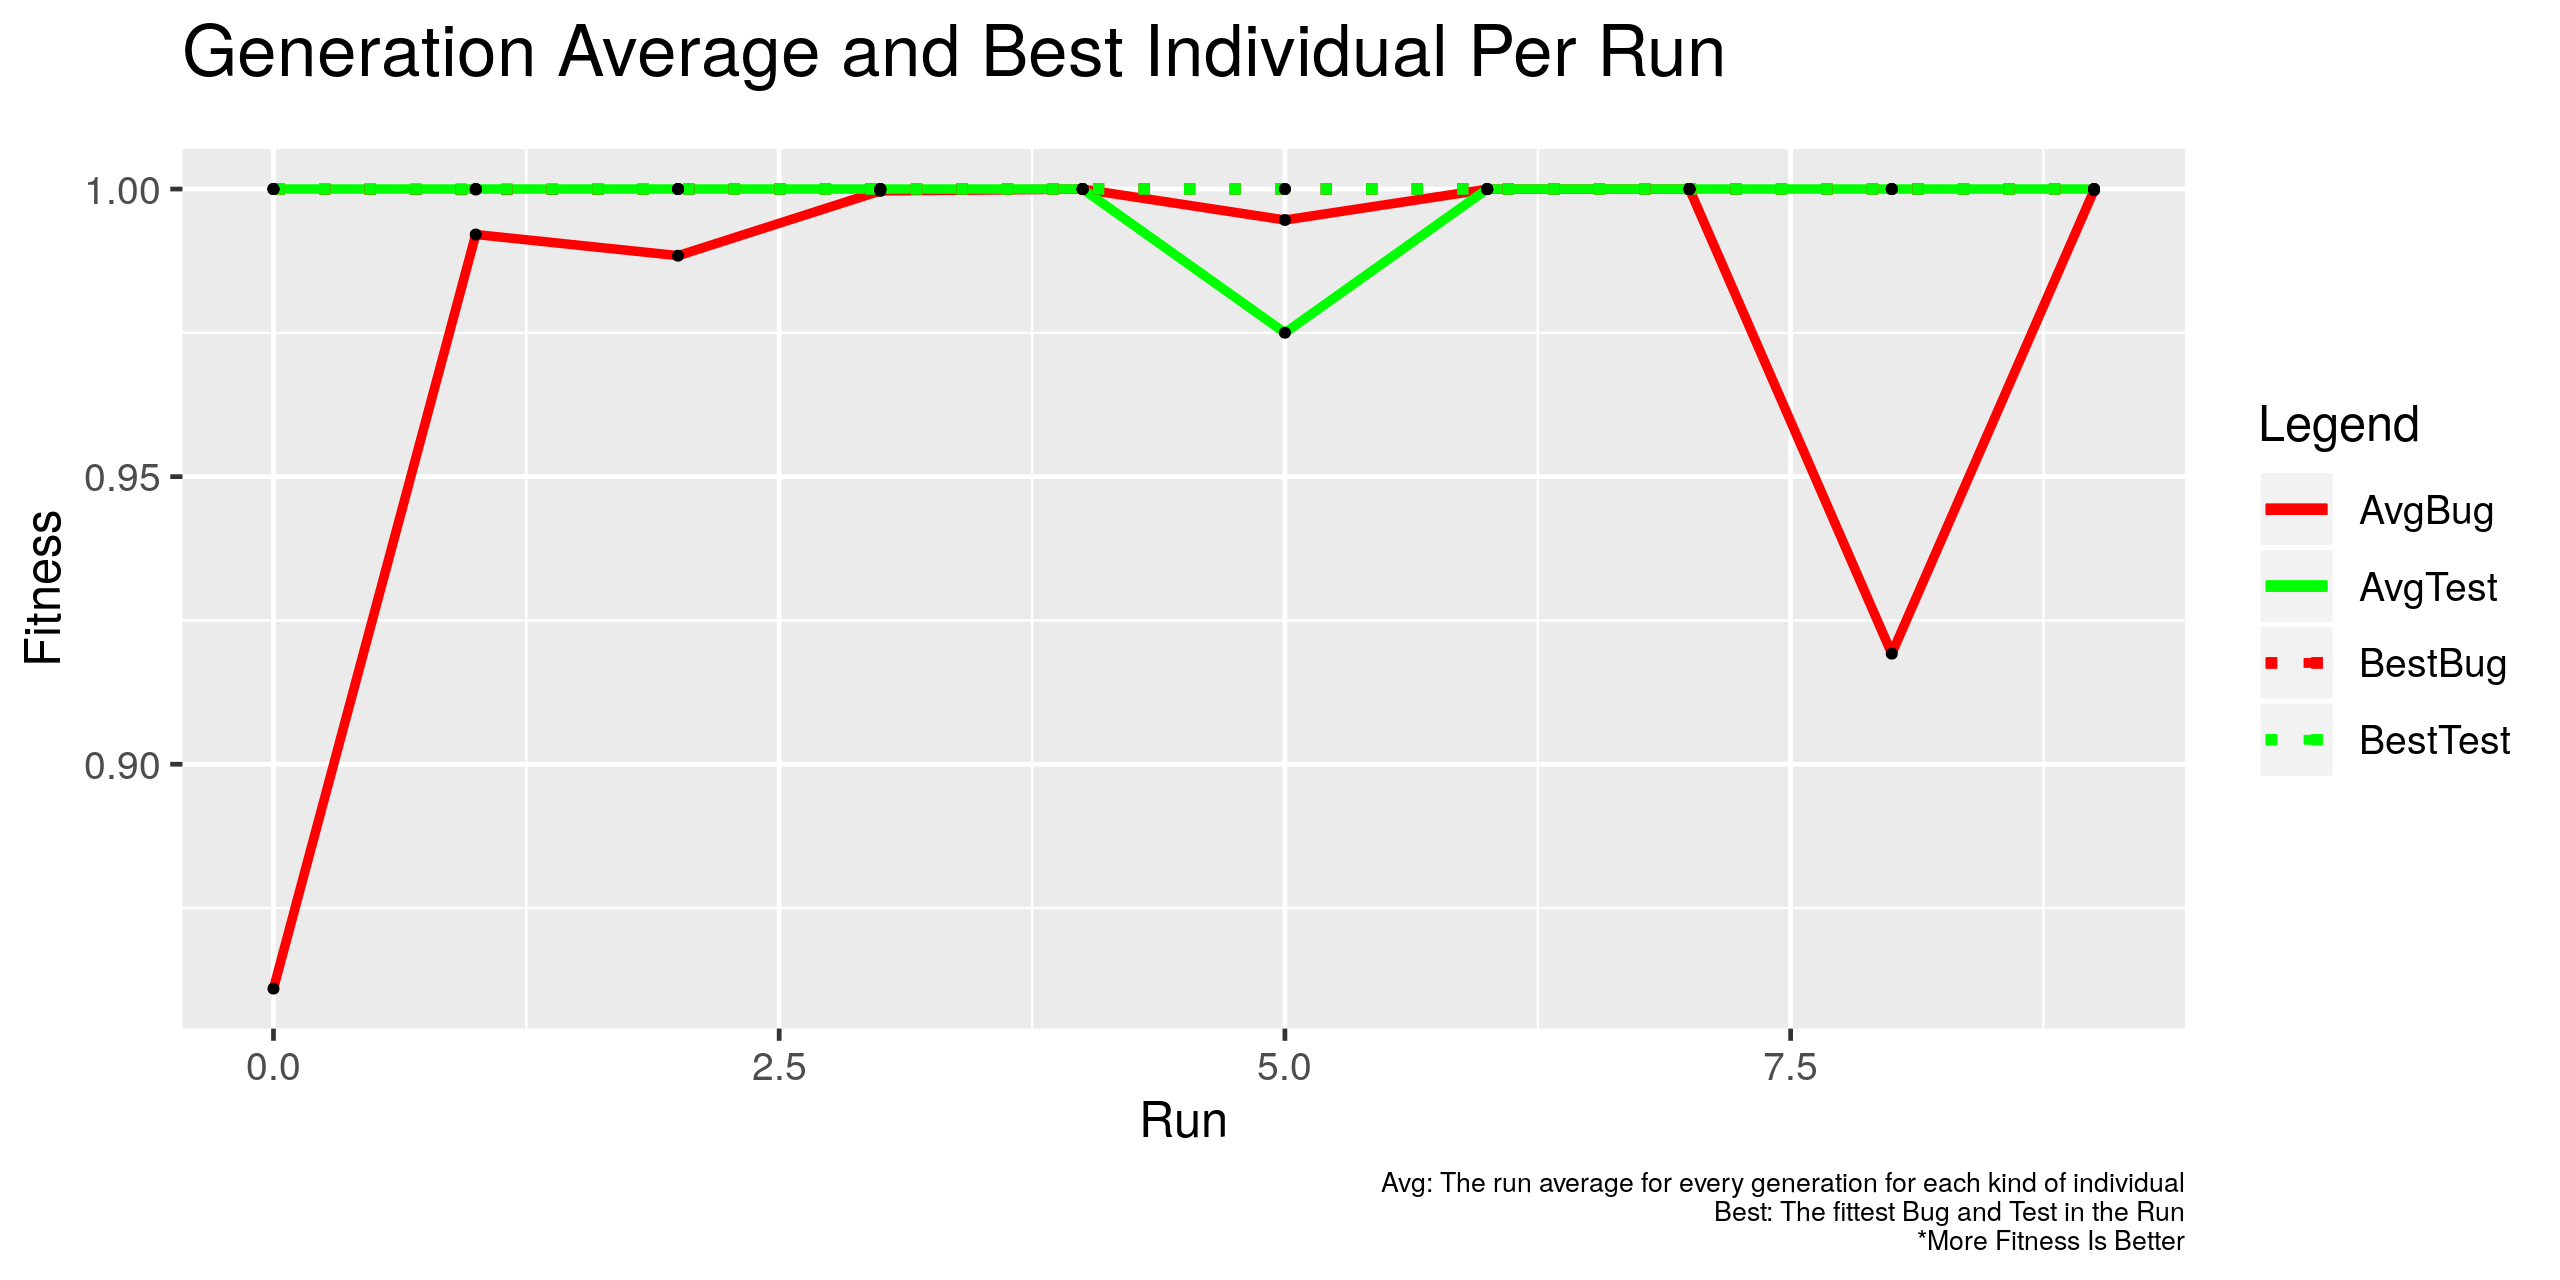 Generation Average and Best Individual Per Run
1.00
0.95
0.90
Fitness
0.0
2.5
5.0
7.5
Run
Legend
AvgBug
AvgTest
BestBug
BestTest
Avg: The run average for every generation for each kind of individual
Best: The fittest Bug and Test in the Run
*More Fitness Is Better